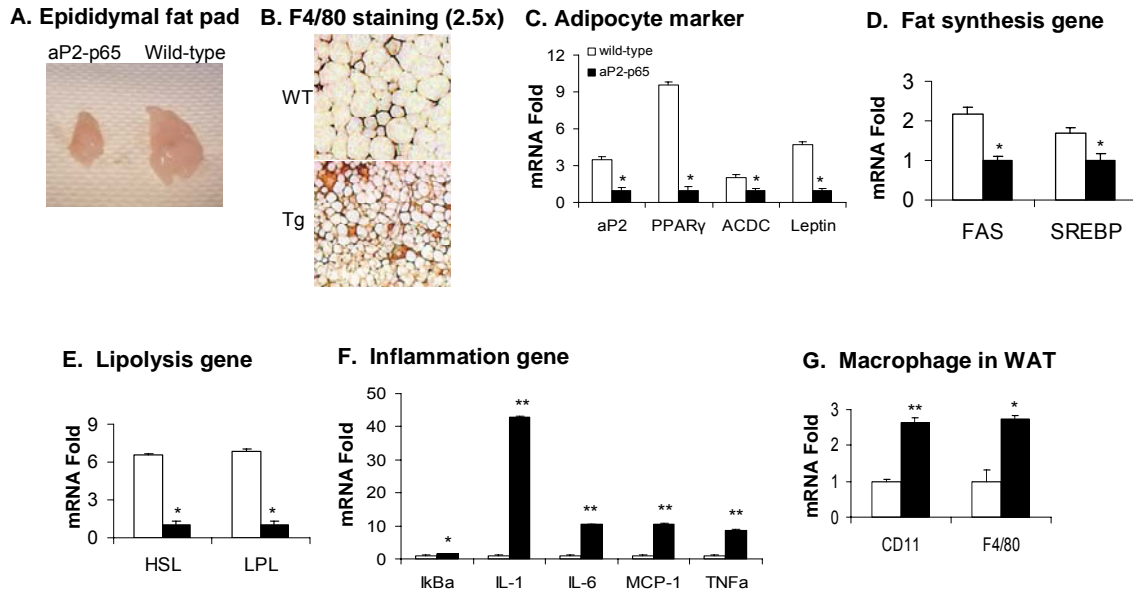 A. Epididymal fat pad
aP2-p65 Wild-type
B. F4/80 staining (2.5x)
WT
Tg
C. Adipocyte marker
wild-type
aP2-p65
mRNA Fold
12
9
6
3
0
* * * *
aP2 PPARγ ACDC Leptin
D. Fat synthesis gene
mRNA Fold
3
2
1
0
* *
FAS SREBP
E. Lipolysis gene
mRNA Fold
9
6
3
0
* *
HSL LPL
F. Inflammation gene
mRNA Fold
50
40
30
20
10
0
* ** ** ** **
IkBa IL-1 IL-6 MCP-1 TNFa
G. Macrophage in WAT
mRNA Fold
3
2
1
0
** *
CD11 F4/80